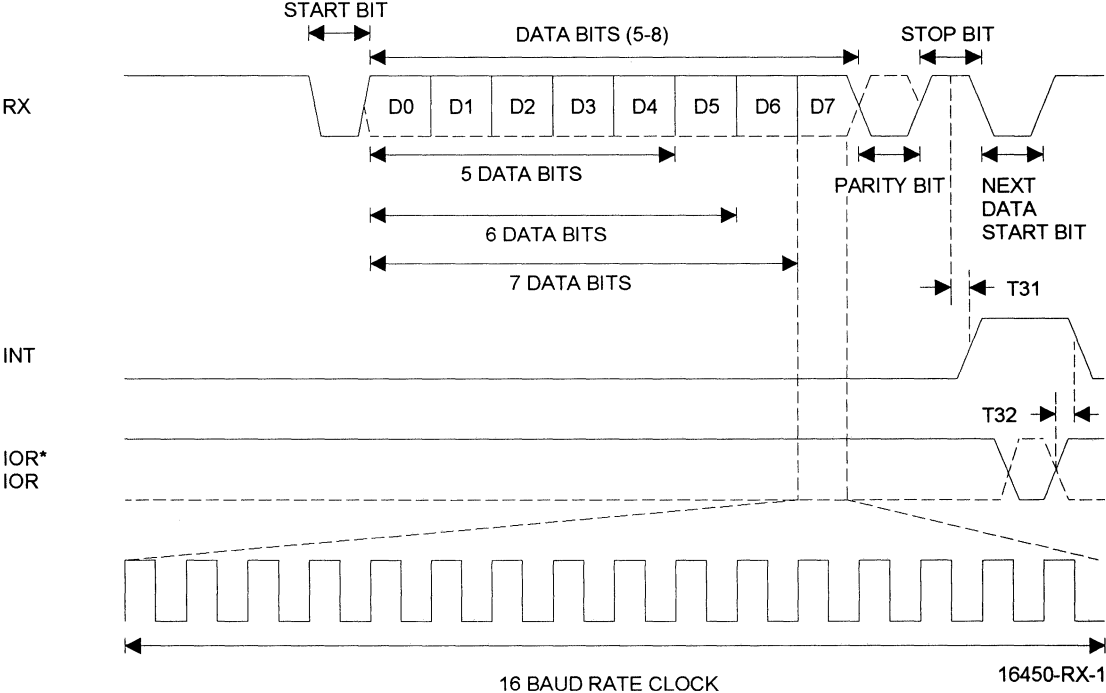 START BIT
DATA BITS (5-8)
STOP BIT
RX
D0 D1 D2 D3 D4 D5 D6 D7
5 DATA BITS
PARITY BIT
NEXT
DATA
START BIT
6 DATA BITS
7 DATA BITS
T31
INT
T32
IOR*
IOR
16 BAUD RATE CLOCK
16450-RX-1